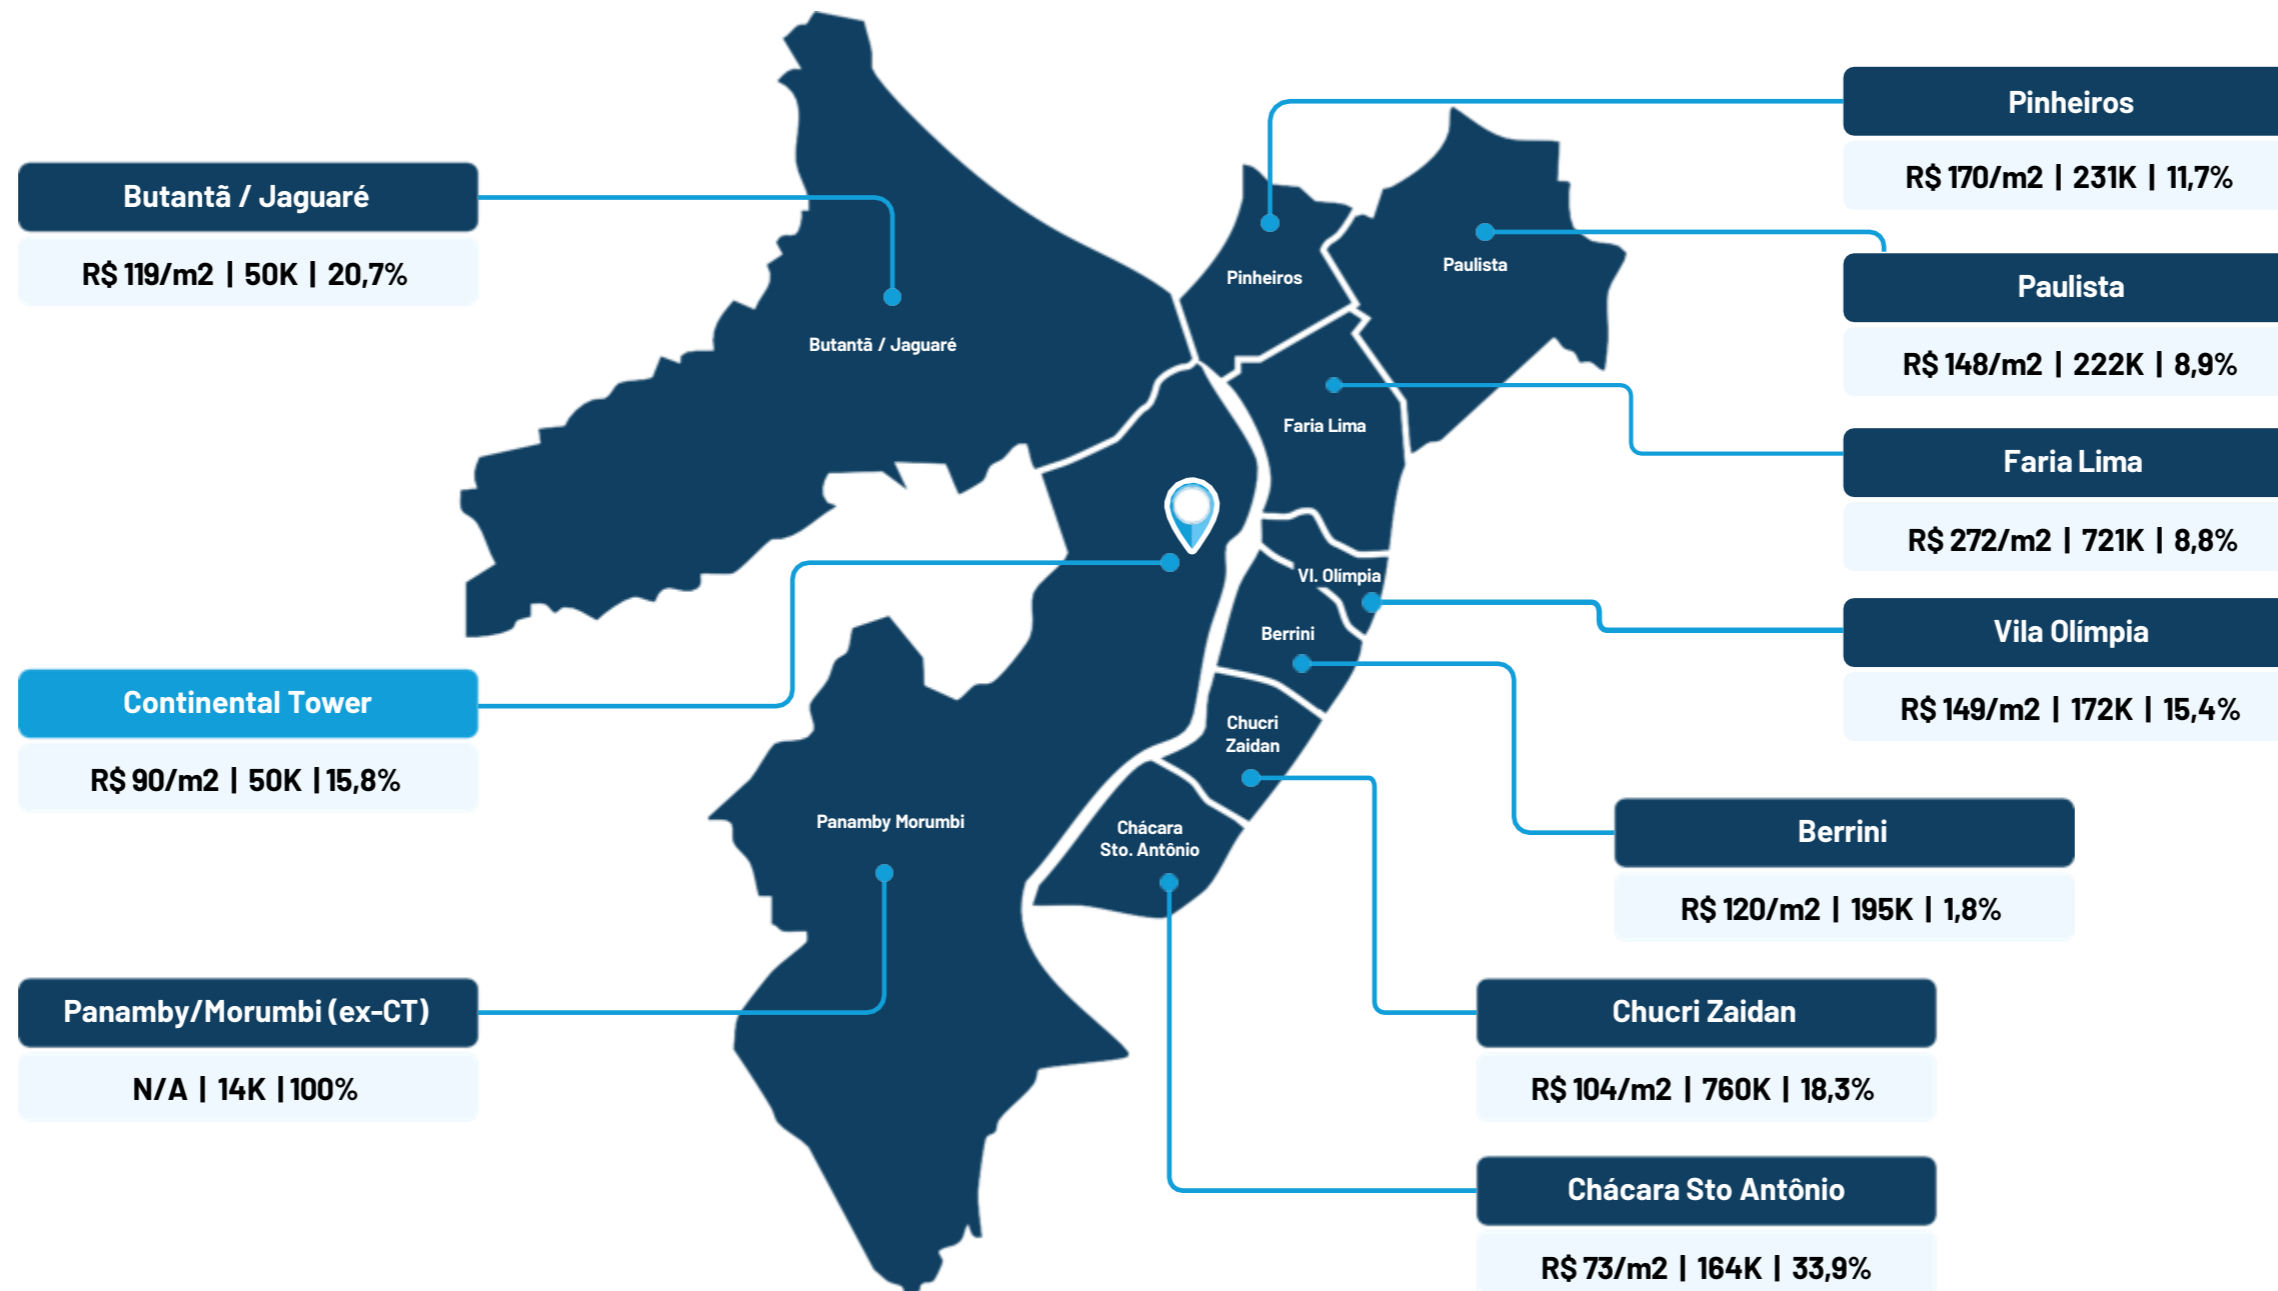 Pinheiros
R$ 170/m2 | 231K | 11,7%
Butantã / Jaguaré
R$ 119/m2 | 50K | 20,7%
Paulista
R$ 148/m2 | 222K | 8,9%
Pinheiros
Paulista
Butantã / Jaguaré
Faria Lima
Faria Lima
R$ 272/m2 | 721K | 8,8%
Vl. Olímpia
Berrini
Vila Olímpia
R$ 149/m2 | 172K | 15,4%
Continental Tower
R$ 90/m2 | 50K | 15,8%
Chucri
Zaidan
Panamby Morumbi
Chácara
Sto. Antônio
Berrini
R$ 120/m2 | 195K | 1,8%
Panamby/Morumbi (ex-CT)
N/A | 14K | 100%
Chucri Zaidan
R$ 104/m2 | 760K | 18,3%
Chácara Sto Antônio
R$ 73/m2 | 164K | 33,9%